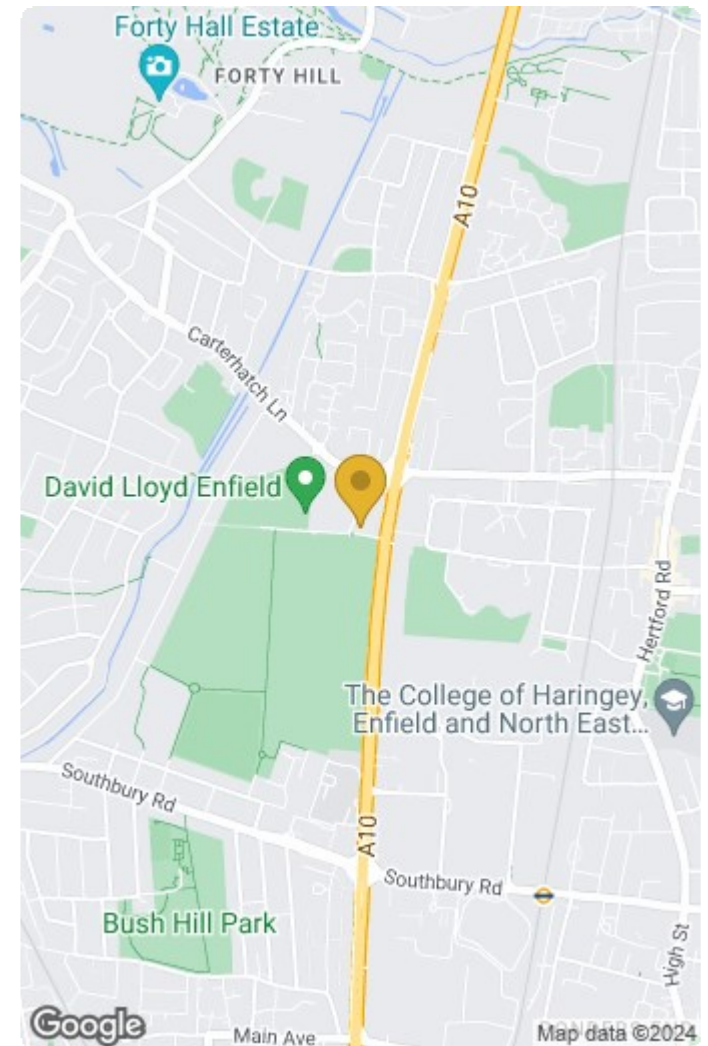 Forty Hall Estate
FORTY HILL
A10
Carterhatch Ln
David Lloyd Enfield
Hertford Rd
The College of Haringey,
Enfield and North East...
Southbury Rd
A10
Southbury Rd
Bush Hill Park
High St
Google
Main Ave
Map data ©2024